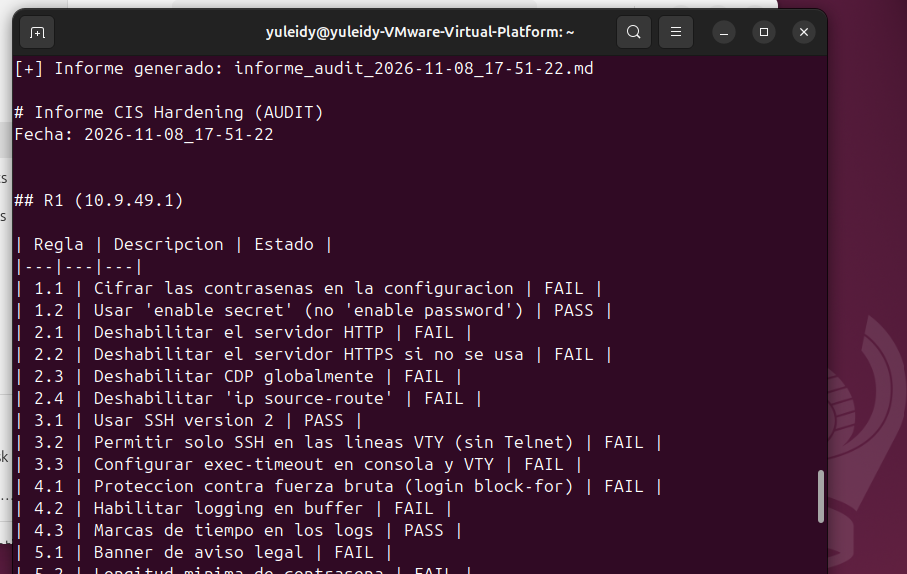 yuleidy@yuleidy-VMware-Virtual-Platform: ~
[+] Informe generado: informe_audit_2026-11-08_17-51-22.md
# Informe CIS Hardening (AUDIT)
Fecha: 2026-11-08_17-51-22
## R1 (10.9.49.1)
| Regla | Descripcion | Estado |
|---|---|---|
| 1.1 | Cifrar las contrasenas en la configuracion | FAIL |
| 1.2 | Usar 'enable secret' (no 'enable password') | PASS |
| 2.1 | Deshabilitar el servidor HTTP | FAIL |
| 2.2 | Deshabilitar el servidor HTTPS si no se usa | FAIL |
| 2.3 | Deshabilitar CDP globalmente | FAIL |
| 2.4 | Deshabilitar 'ip source-route' | FAIL |
| 3.1 | Usar SSH version 2 | PASS |
| 3.2 | Permitir solo SSH en las lineas VTY (sin Telnet) | FAIL |
| 3.3 | Configurar exec-timeout en consola y VTY | FAIL |
| 4.1 | Proteccion contra fuerza bruta (login block-for) | FAIL |
| 4.2 | Habilitar logging en buffer | FAIL |
| 4.3 | Marcas de tiempo en los logs | PASS |
| 5.1 | Banner de aviso legal | FAIL |
| 5.2 | Longitud minima de contrasena | FAIL |